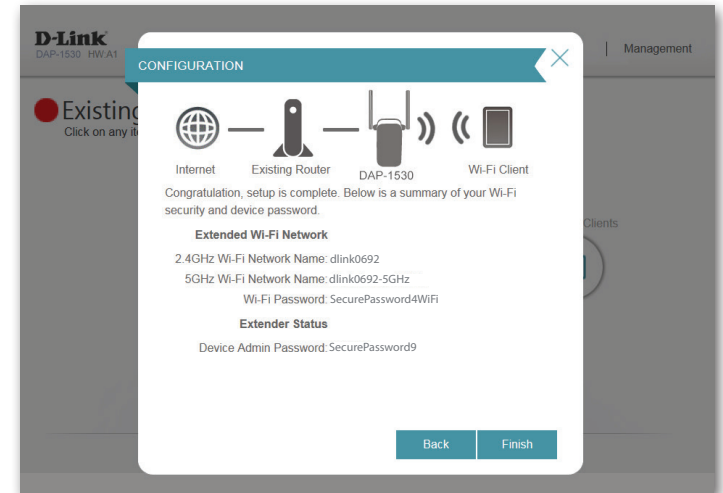 D-Link
DAP-1530 HW:A1
Management
CONFIGURATION
Existing
Click on any
Internet
Existing Router
DAP-1530
Wi-Fi Client
Congratulation, setup is complete. Below is a summary of your Wi-Fi
security and device password.
Clients
Extended Wi-Fi Network
2.4GHz Wi-Fi Network Name: dlink0692
5GHz Wi-Fi Network Name: dlink0692-5GHz
Wi-Fi Password: SecurePassword4WiFi
Extender Status
Device Admin Password: SecurePassword9
Back
Finish